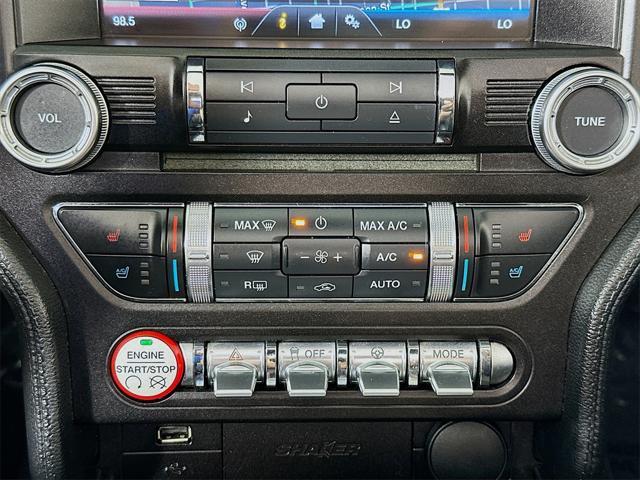 98.5
LO LO
VOL
TUNE
MAX
MAX A/C
A/C
R
AUTO
ENGINE
START/STOP
OFF
MODE
SHAKER